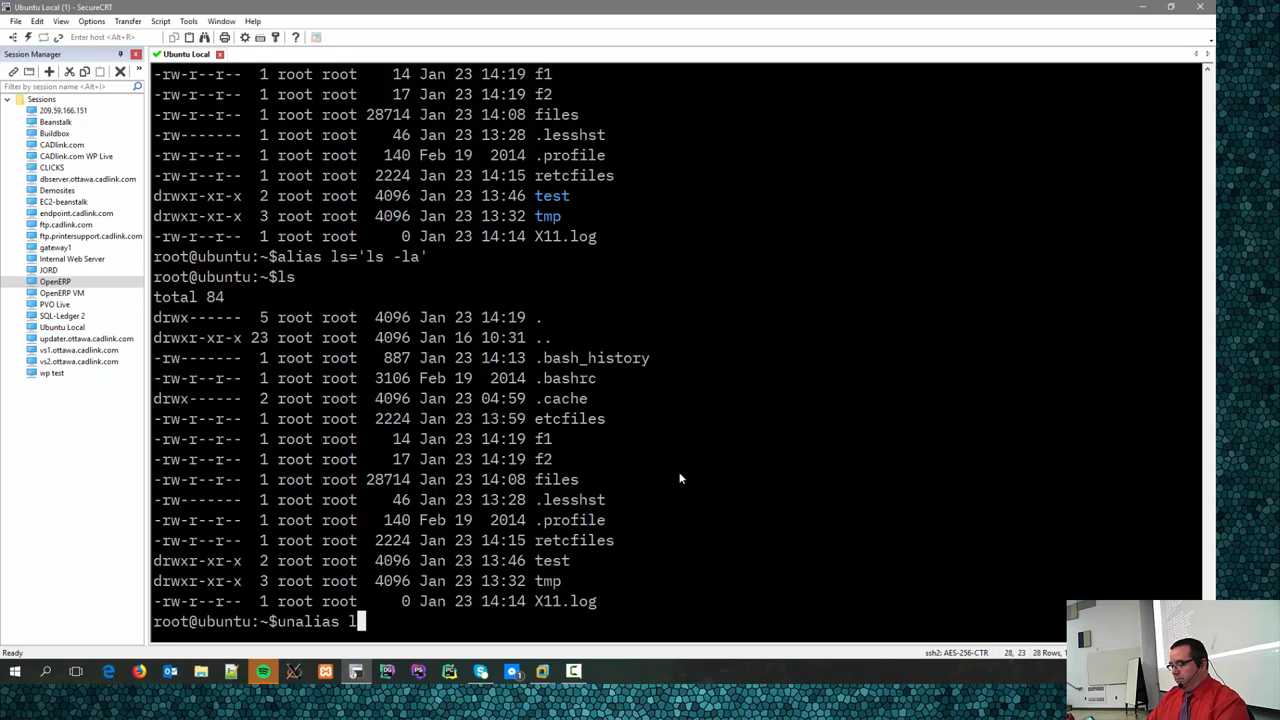 Ubuntu Local (1) - SecureCRT
File Edit View Options Transfer Script Tools Window Help
Enter host <Alt+R>
Session Manager
Ubuntu Local
Filter by session name <Alt+I>
Sessions
209.59.166.151
Beanstalk
Buildbox
CADlink.com
CADlink.com WP Live
CLICKS
dbserver.ottawa.cadlink.com
Demosites
EC2-beanstalk
endpoint.cadlink.com
ftp.cadlink.com
ftp.printersupport.cadlink.com
gateway1
Internal Web Server
JORD
OpenERP
OpenERP VM
PVO Live
SQL-Ledger 2
Ubuntu Local
updater.ottawa.cadlink.com
vs1.ottawa.cadlink.com
vs2.ottawa.cadlink.com
wp test
-rw-r--r-- 1 root root 14 Jan 23 14:19 f1
-rw-r--r-- 1 root root 17 Jan 23 14:19 f2
-rw-r--r-- 1 root root 28714 Jan 23 14:08 files
-rw------- 1 root root 46 Jan 23 13:28 .lesshst
-rw-r--r-- 1 root root 140 Feb 19 2014 .profile
-rw-r--r-- 1 root root 2224 Jan 23 14:15 retcfiles
drwxr-xr-x 2 root root 4096 Jan 23 13:46 test
drwxr-xr-x 3 root root 4096 Jan 23 13:32 tmp
-rw-r--r-- 1 root root 0 Jan 23 14:14 X11.log
root@ubuntu:~$alias ls='ls -la'
root@ubuntu:~$ls
total 84
drwx------ 5 root root 4096 Jan 23 14:19 .
drwxr-xr-x 23 root root 4096 Jan 16 10:31 ..
-rw------- 1 root root 887 Jan 23 14:13 .bash_history
-rw-r--r-- 1 root root 3106 Feb 19 2014 .bashrc
drwx------ 2 root root 4096 Jan 23 04:59 .cache
-rw-r--r-- 1 root root 2224 Jan 23 13:59 etcfiles
-rw-r--r-- 1 root root 14 Jan 23 14:19 f1
-rw-r--r-- 1 root root 17 Jan 23 14:19 f2
-rw-r--r-- 1 root root 28714 Jan 23 14:08 files
-rw------- 1 root root 46 Jan 23 13:28 .lesshst
-rw-r--r-- 1 root root 140 Feb 19 2014 .profile
-rw-r--r-- 1 root root 2224 Jan 23 14:15 retcfiles
drwxr-xr-x 2 root root 4096 Jan 23 13:46 test
drwxr-xr-x 3 root root 4096 Jan 23 13:32 tmp
-rw-r--r-- 1 root root 0 Jan 23 14:14 X11.log
root@ubuntu:~$unalias l
Ready
ssh2: AES-256-CTR 28, 23 28 Rows,